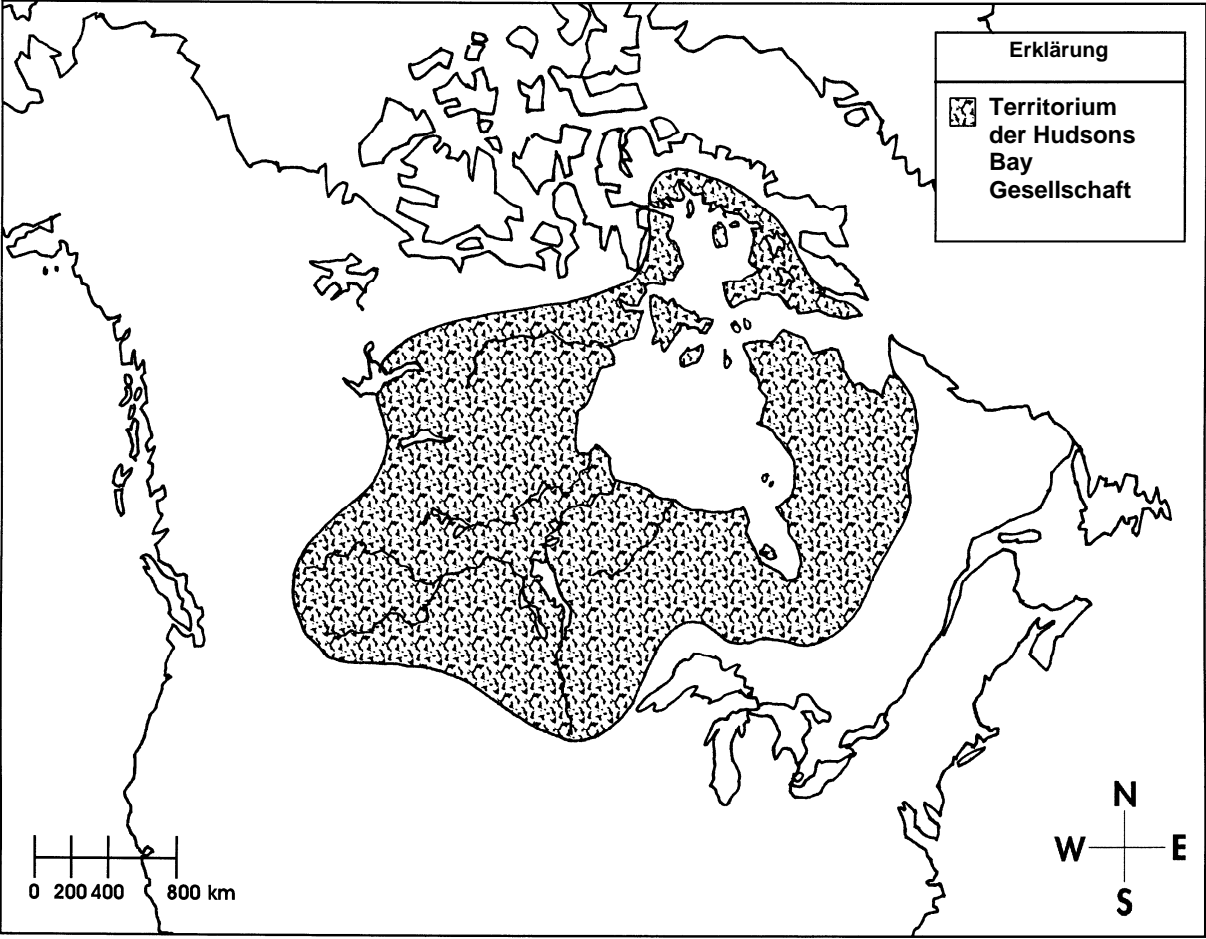 Erklärung
Territorium
der Hudsons
Bay
Gesellschaft
N
W E
S
0 200 400 800 km